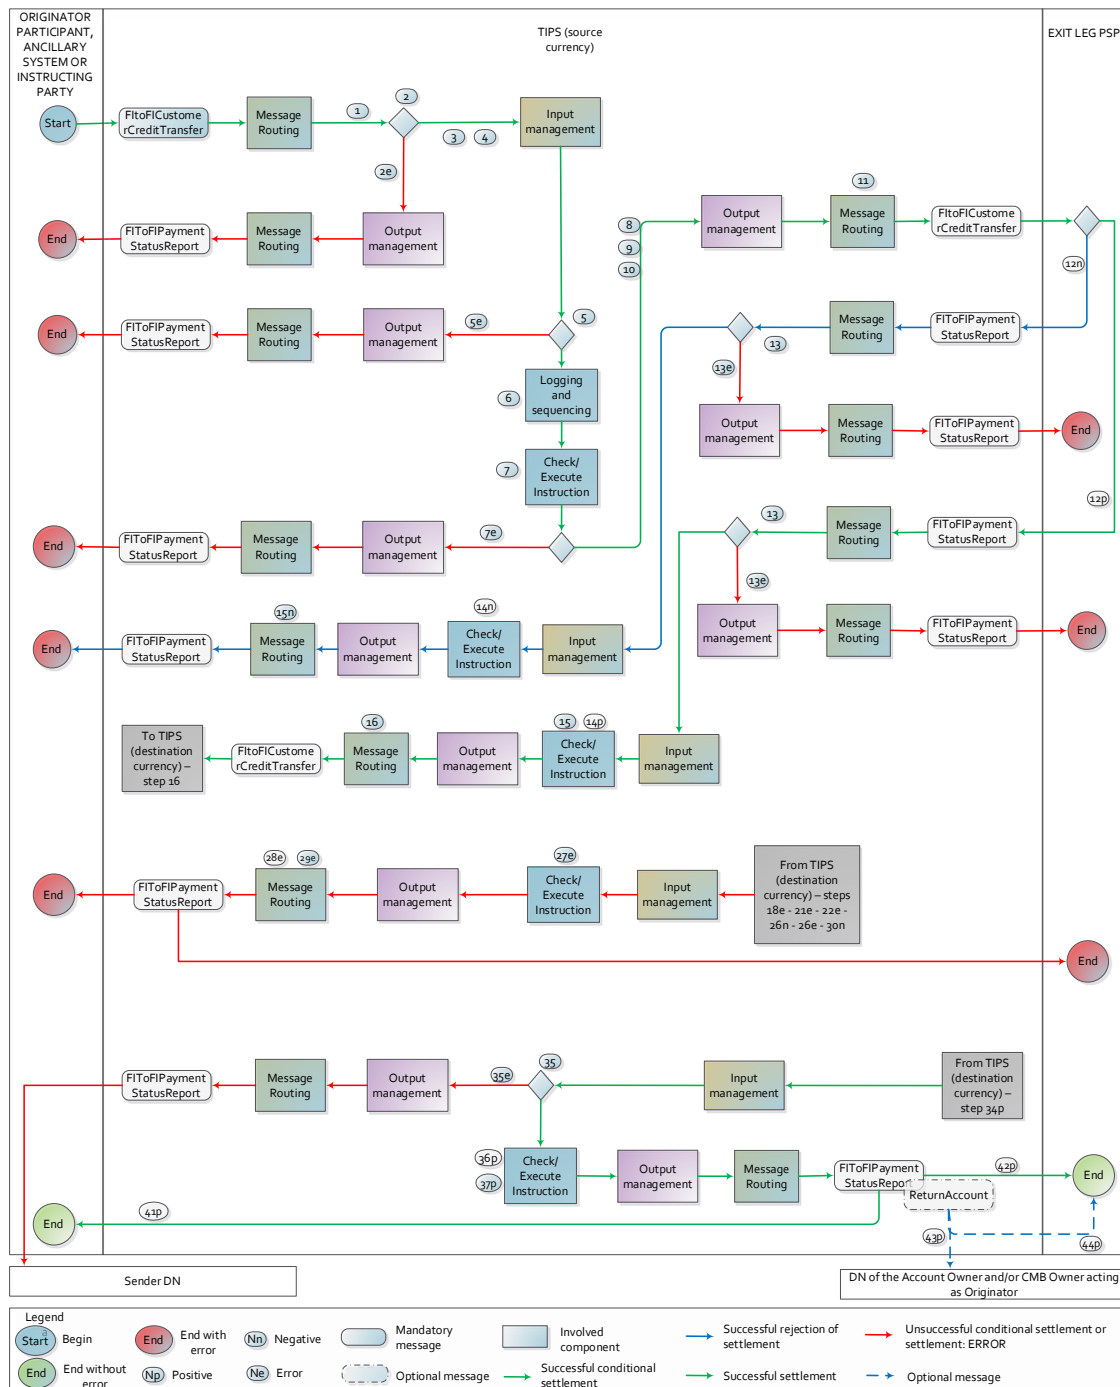 ORIGINATOR
PARTICIPANT,
ANCILLARY
SYSTEM OR
INSTRUCTING
PARTY
TIPS (source
currency)
EXIT LEG PSP
Start
FItoFICustome
rCreditTransfer
Message
Routing
1
2
3
4
Input
management
2e
End
FIToFIPayment
StatusReport
Message
Routing
Output
management
8
9
10
Output
management
11
Message
Routing
FItoFICustome
rCreditTransfer
12n
End
FIToFIPayment
StatusReport
Message
Routing
Output
management
5e
5
13
Message
Routing
FIToFIPayment
StatusReport
13e
6
Logging
and
sequencing
Output
management
Message
Routing
FIToFIPayment
StatusReport
End
7
Check/
Execute
Instruction
12p
End
FIToFIPayment
StatusReport
Message
Routing
Output
management
7e
13
Message
Routing
FIToFIPayment
StatusReport
13e
Output
management
Message
Routing
FIToFIPayment
StatusReport
End
End
FIToFIPayment
StatusReport
15n
Message
Routing
Output
management
14n
Check/
Execute
Instruction
Input
management
To TIPS
(destination
currency) –
step 16
FItoFICustome
rCreditTransfer
16
Message
Routing
Output
management
15
14p
Check/
Execute
Instruction
Input
management
End
FIToFIPayment
StatusReport
28e
29e
Message
Routing
Output
management
27e
Check/
Execute
Instruction
Input
management
From TIPS
(destination
currency) – steps
18e - 21e - 22e -
26n - 26e - 30n
End
FIToFIPayment
StatusReport
Message
Routing
Output
management
35e
35
Input
management
From TIPS
(destination
currency) –
step 34p
36p
37p
Check/
Execute
Instruction
Output
management
Message
Routing
FIToFIPayment
StatusReport
ReturnAccount
42p
End
End
41p
43p
44p
Sender DN
DN of the Account Owner and/or CMB Owner acting
as Originator
Legend
Start
a
Begin
End
End with
error
Nn
Negative
Mandatory
message
Involved
component
Successful rejection of
settlement
Unsuccessful conditional settlement or
settlement: ERROR
End
End without
error
Np
Positive
Ne
Error
Optional message
Successful conditional
settlement
Successful settlement
Optional message